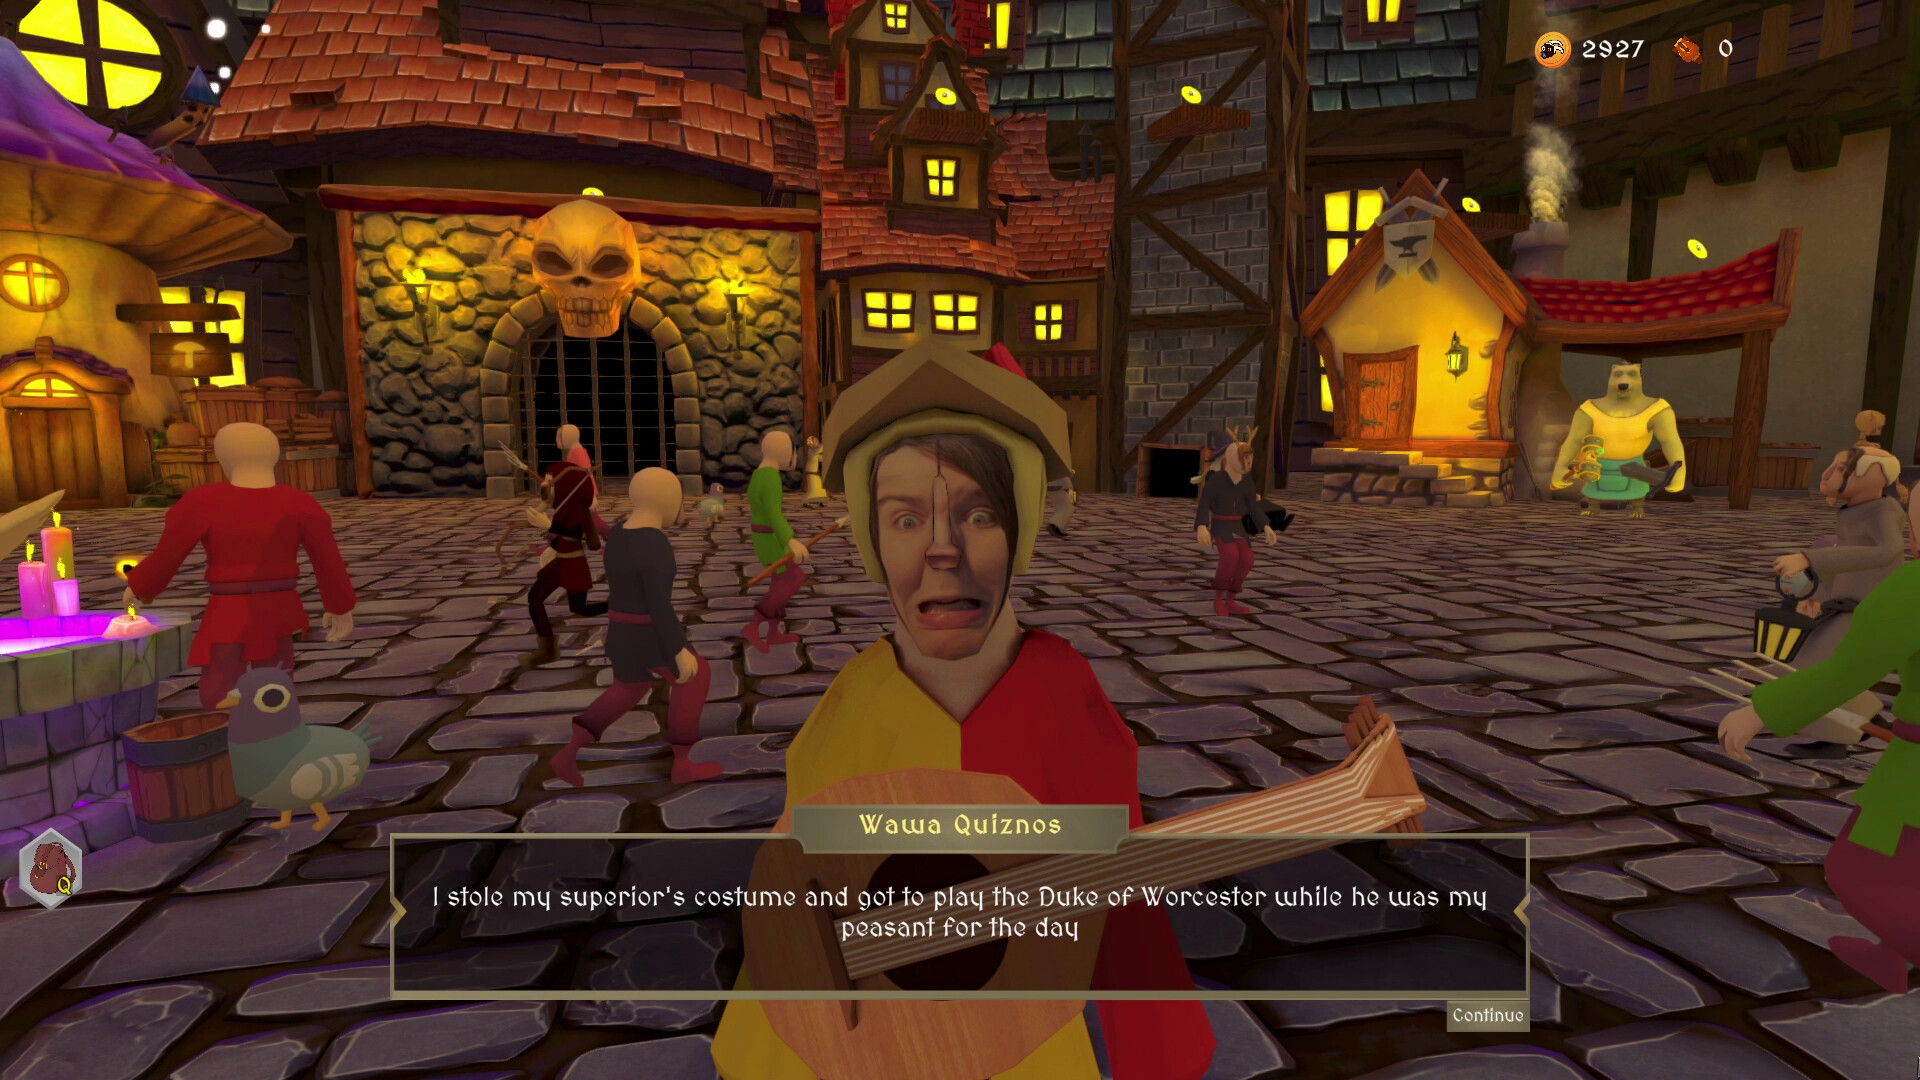 2927
0
Wawa Quiznos
I stole my superior's costume and got to play the Duke of Worcester while he was my
peasant for the day
Continue
Q